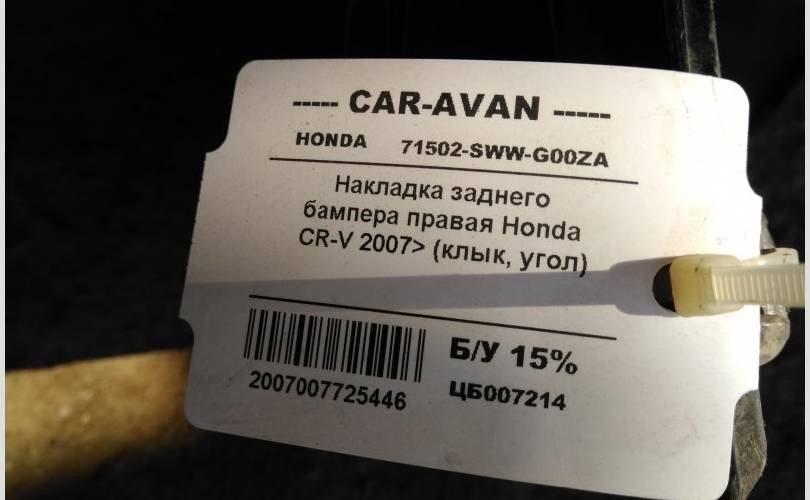 ----- CAR-AVAN -----
HONDA 71502-SWW-G00ZA
Накладка заднего
бампера правая Honda
CR-V 2007> (клык, угол)
Б/У 15%
2007007725446
ЦБ007214